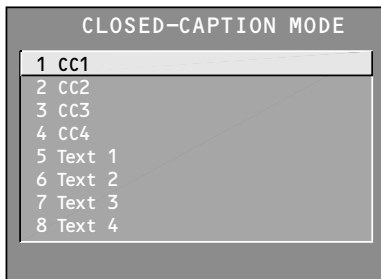 CLOSED-CAPTION MODE
1 CC1
2 CC2
3 CC3
4 CC4
5 Text 1
6 Text 2
7 Text 3
8 Text 4